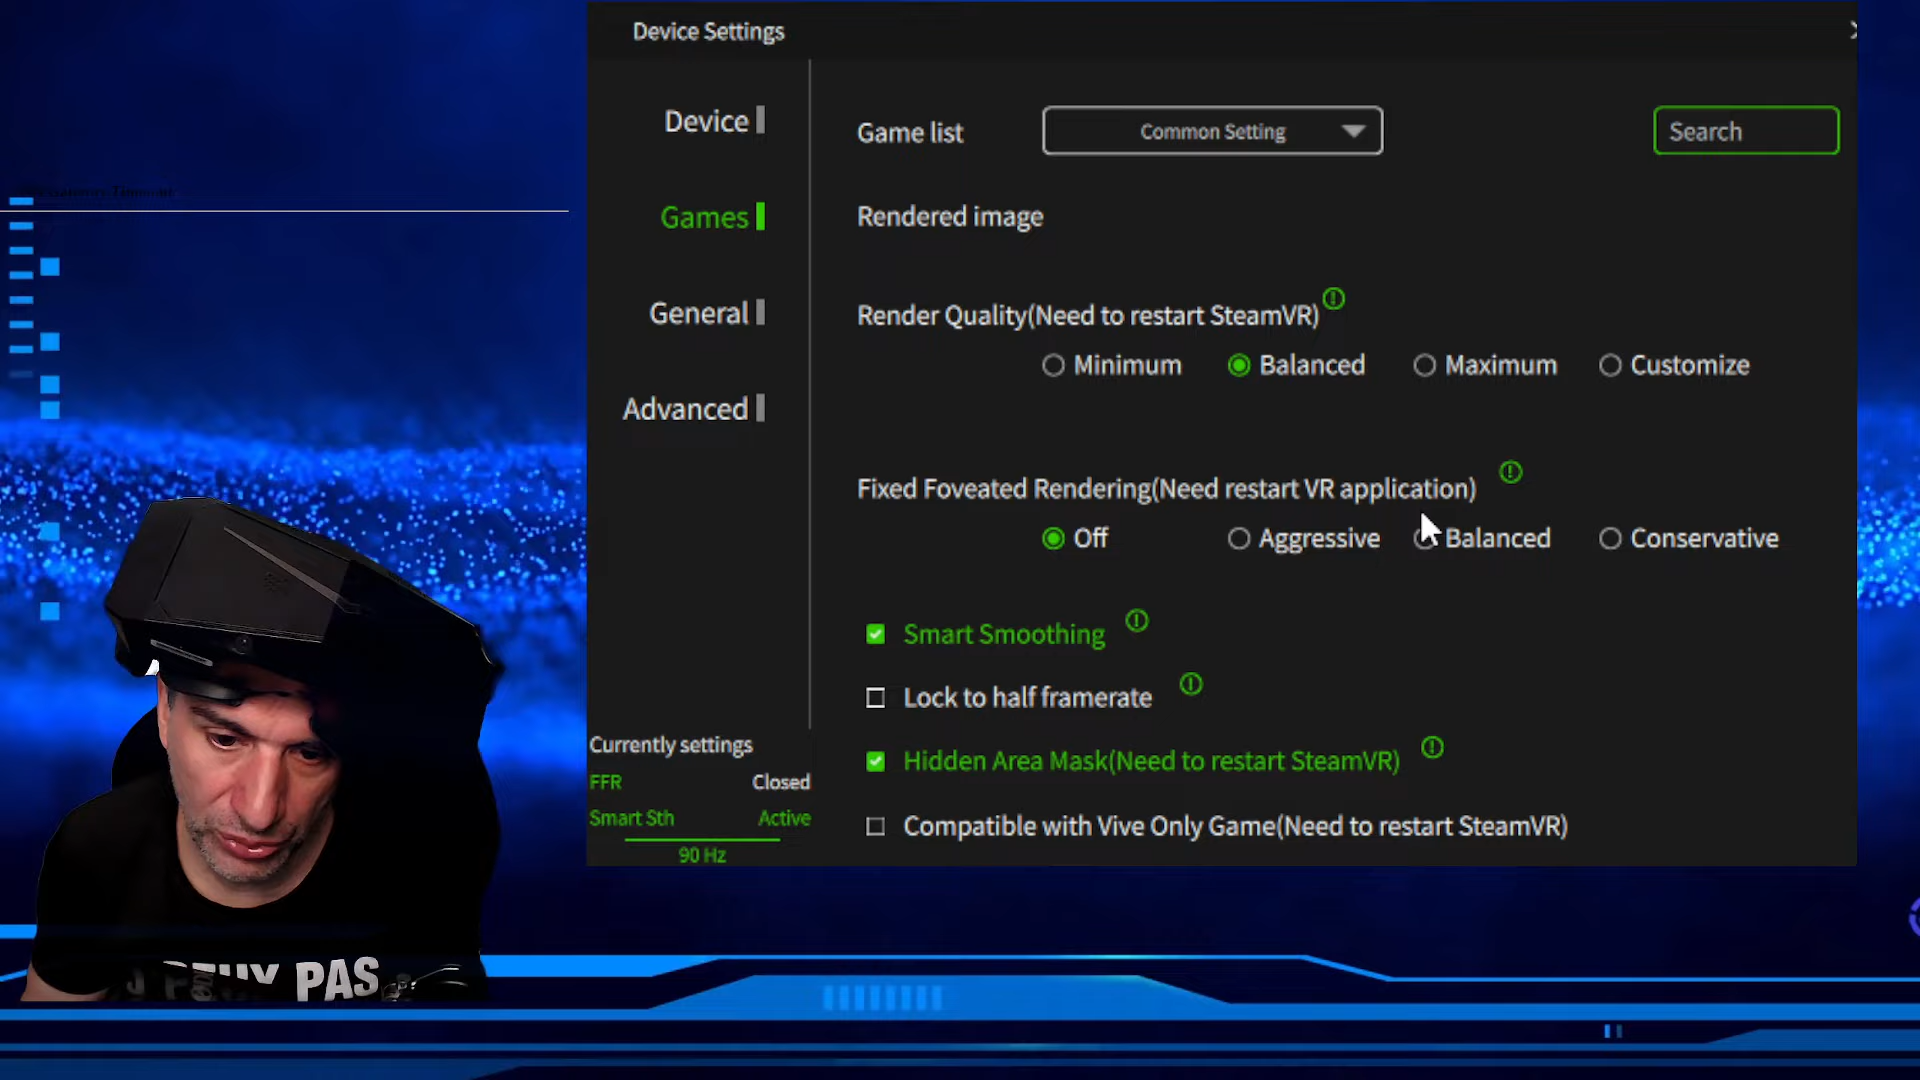 Device Settings
Device
Games
General
Advanced
Game list
Common Setting
Search
Rendered image
Render Quality(Need to restart SteamVR)
Minimum
Balanced
Maximum
Customize
Fixed Foveated Rendering(Need restart VR application)
Off
Aggressive
Balanced
Conservative
Smart Smoothing
Lock to half framerate
Hidden Area Mask(Need to restart SteamVR)
Compatible with Vive Only Game(Need to restart SteamVR)
Currently settings
FFR Closed
Smart Sth Active
90 Hz
PAS